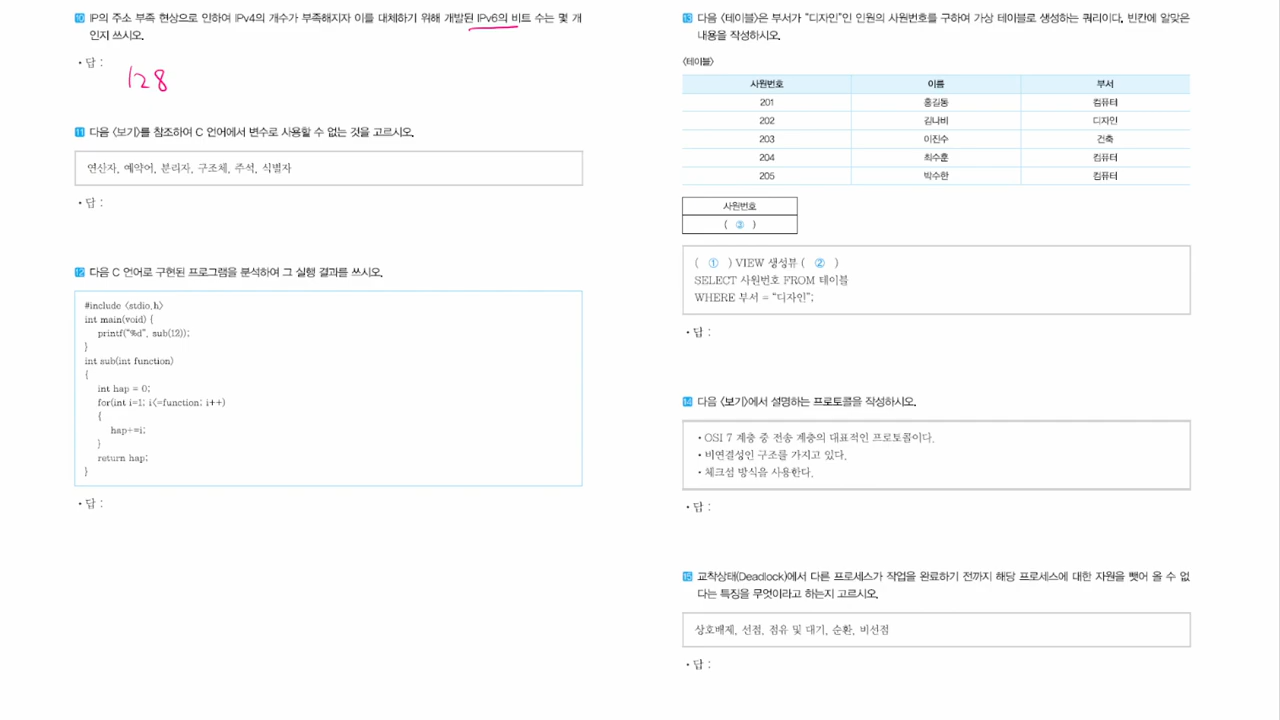 10 IP의 주소 부족 현상으로 인하여 IPv4의 개수가 부족해지자 이를 대체하기 위해 개발된 IPv6의 비트 수는 몇 개
인지 쓰시오.
• 답 :
128
11 다음 〈보기〉를 참조하여 C 언어에서 변수로 사용할 수 없는 것을 고르시오.
연산자, 예약어, 분리자, 구조체, 주석, 식별자
• 답 :
12 다음 C 언어로 구현된 프로그램을 분석하여 그 실행 결과를 쓰시오.
#include <stdio.h>
int main(void) {
printf("%d", sub(12));
}
int sub(int function)
{
int hap = 0;
for(int i=1; i<=function; i++)
{
hap+=i;
}
return hap;
}
• 답 :
13 다음 〈테이블〉은 부서가 "디자인"인 인원의 사원번호를 구하여 가상 테이블로 생성하는 쿼리이다. 빈칸에 알맞은
내용을 작성하시오.
〈테이블〉
사원번호 이름 부서
201 홍길동 컴퓨터
202 김나비 디자인
203 이진수 건축
204 최수훈 컴퓨터
205 박수한 컴퓨터
사원번호
( ③ )
( ① ) VIEW 생성뷰 ( ② )
SELECT 사원번호 FROM 테이블
WHERE 부서 = "디자인";
• 답 :
14 다음 〈보기〉에서 설명하는 프로토콜을 작성하시오.
• OSI 7 계층 중 전송 계층의 대표적인 프로토콜이다.
• 비연결성인 구조를 가지고 있다.
• 체크섬 방식을 사용한다.
• 답 :
15 교착상태(Deadlock)에서 다른 프로세스가 작업을 완료하기 전까지 해당 프로세스에 대한 자원을 뺏어 올 수 없
다는 특징을 무엇이라고 하는지 고르시오.
상호배제, 선점, 점유 및 대기, 순환, 비선점
• 답 :